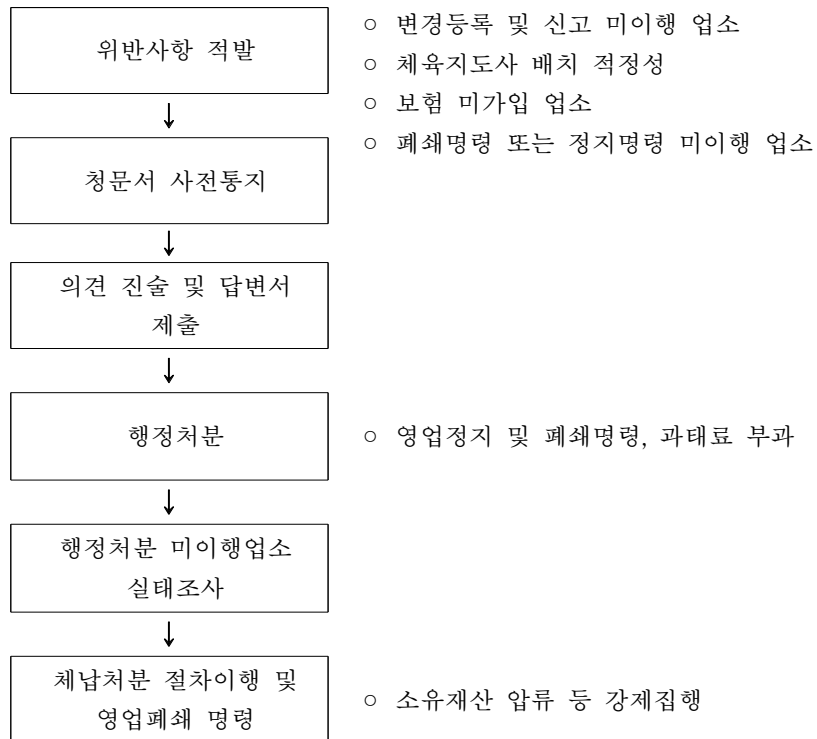 위반사항 적발
○ 변경등록 및 신고 미이행 업소
○ 체육지도사 배치 적정성
○ 보험 미가입 업소
○ 폐쇄명령 또는 정지명령 미이행 업소
↓
청문서 사전통지
↓
의견 진술 및 답변서
제출
↓
행정처분
○ 영업정지 및 폐쇄명령, 과태료 부과
↓
행정처분 미이행업소
실태조사
↓
체납처분 절차이행 및
영업폐쇄 명령
○ 소유재산 압류 등 강제집행